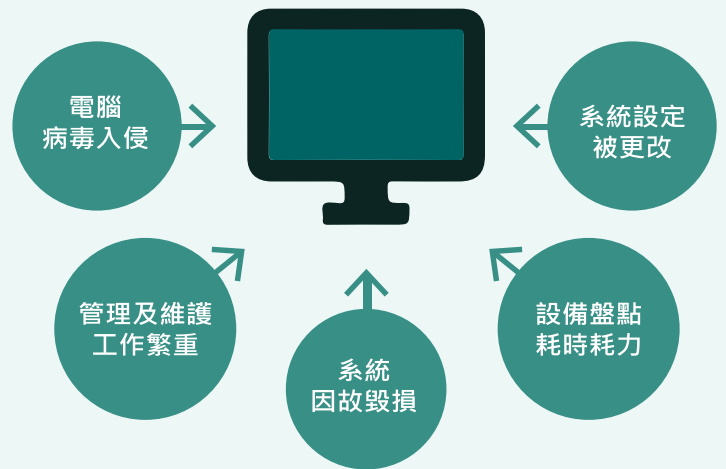 電腦
病毒入侵
系統設定
被更改
管理及維護
工作繁重
系統
因故毀損
設備盤點
耗時耗力